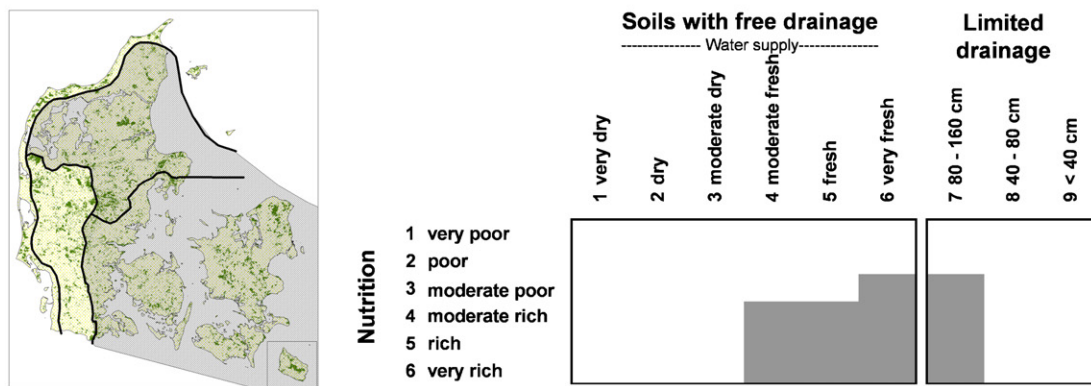 Soils with free drainage
--------------- Water supply---------------
Limited
drainage
1 very dry
2 dry
3 moderate dry
4 moderate fresh
5 fresh
6 very fresh
7 80 - 160 cm
8 40 - 80 cm
9 < 40 cm
Nutrition
1 very poor
2 poor
3 moderate poor
4 moderate rich
5 rich
6 very rich